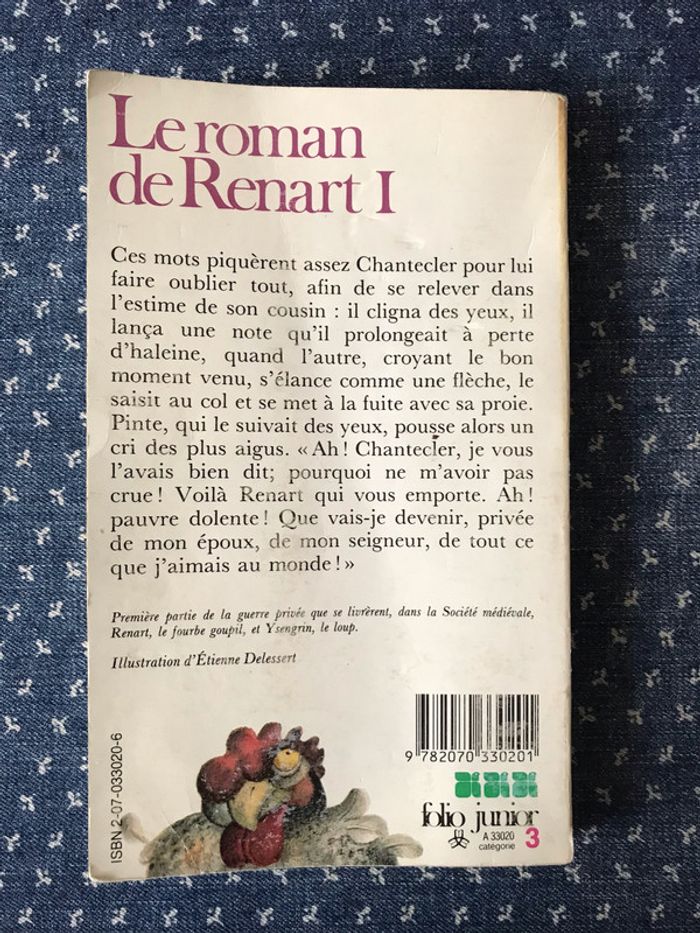 Le roman
de Renart I
Ces mots piquèrent assez Chantecler pour lui
faire oublier tout, afin de se relever dans
l'estime de son cousin : il cligna des yeux, il
lança une note qu'il prolongeait à perte
d'haleine, quand l'autre, croyant le bon
moment venu, s'élance comme une flèche, le
saisit au col et se met à la fuite avec sa proie.
Pinte, qui le suivait des yeux, pousse alors un
cri des plus aigus. « Ah ! Chantecler, je vous
l'avais bien dit; pourquoi ne m'avoir pas
crue ! Voilà Renart qui vous emporte. Ah !
pauvre dolente ! Que vais-je devenir, privée
de mon époux, de mon seigneur, de tout ce
que j'aimais au monde ! »
Première partie de la guerre privée que se livrèrent, dans la Société médiévale,
Renart, le fourbe goupil, et Ysengrin, le loup.
Illustration d'Étienne Delessert
ISBN 2-07-033020-6
9 782070 330201
folio junior
A 33020
catégorie 3